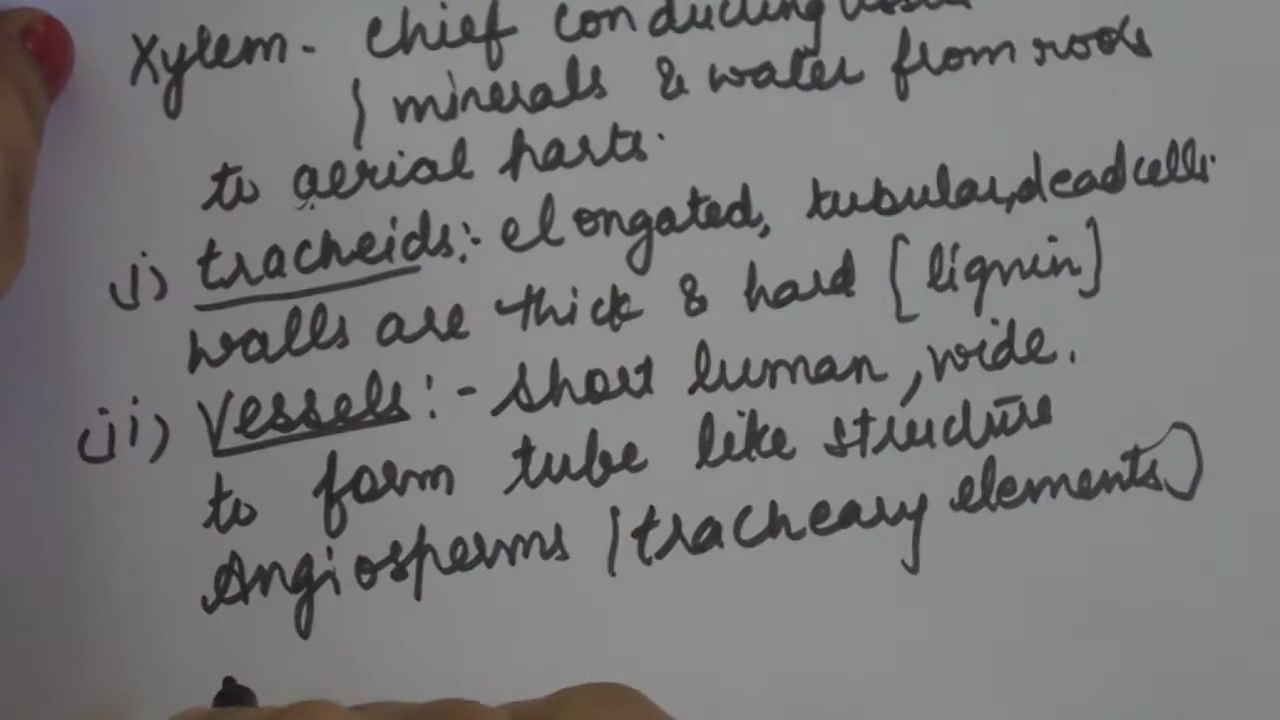 Xylem - chief conducting
( minerals & water from roots
to aerial parts.
i) tracheids:- elongated, tubular, dead cells.
walls are thick & hard [lignin]
ii) Vessels:- short luman, wide.
to form tube like structure
Angiosperms (tracheary elements)